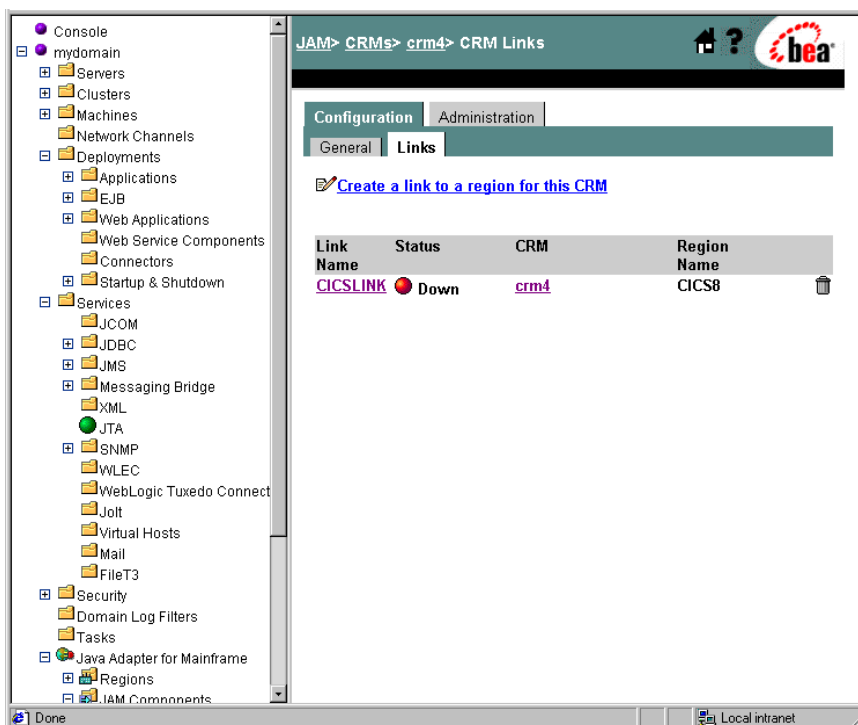 Console
mydomain
Servers
Clusters
Machines
Network Channels
Deployments
Applications
EJB
Web Applications
Web Service Components
Connectors
Startup & Shutdown
Services
JCOM
JDBC
JMS
Messaging Bridge
XML
JTA
SNMP
WLEC
WebLogic Tuxedo Connect
Jolt
Virtual Hosts
Mail
FileT3
Security
Domain Log Filters
Tasks
Java Adapter for Mainframe
Regions
JAM Components
JAM> CRMs> crm4> CRM Links
? bea
Configuration Administration
General Links
Create a link to a region for this CRM
Link Status CRM Region
Name Name
CICSLINK Down crm4 CICS8
Done Local intranet